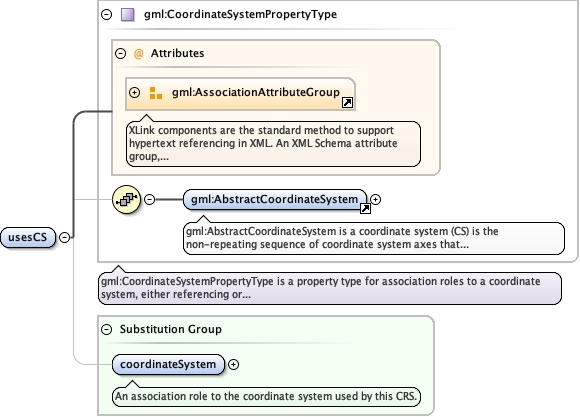 gml:CoordinateSystemPropertyType
@ Attributes
gml:AssociationAttributeGroup
XLink components are the standard method to support
hypertext referencing in XML. An XML Schema attribute
group,...
gml:AbstractCoordinateSystem
gml:AbstractCoordinateSystem is a coordinate system (CS) is the
non-repeating sequence of coordinate system axes that...
usesCS
gml:CoordinateSystemPropertyType is a property type for association roles to a coordinate
system, either referencing or...
Substitution Group
coordinateSystem
An association role to the coordinate system used by this CRS.